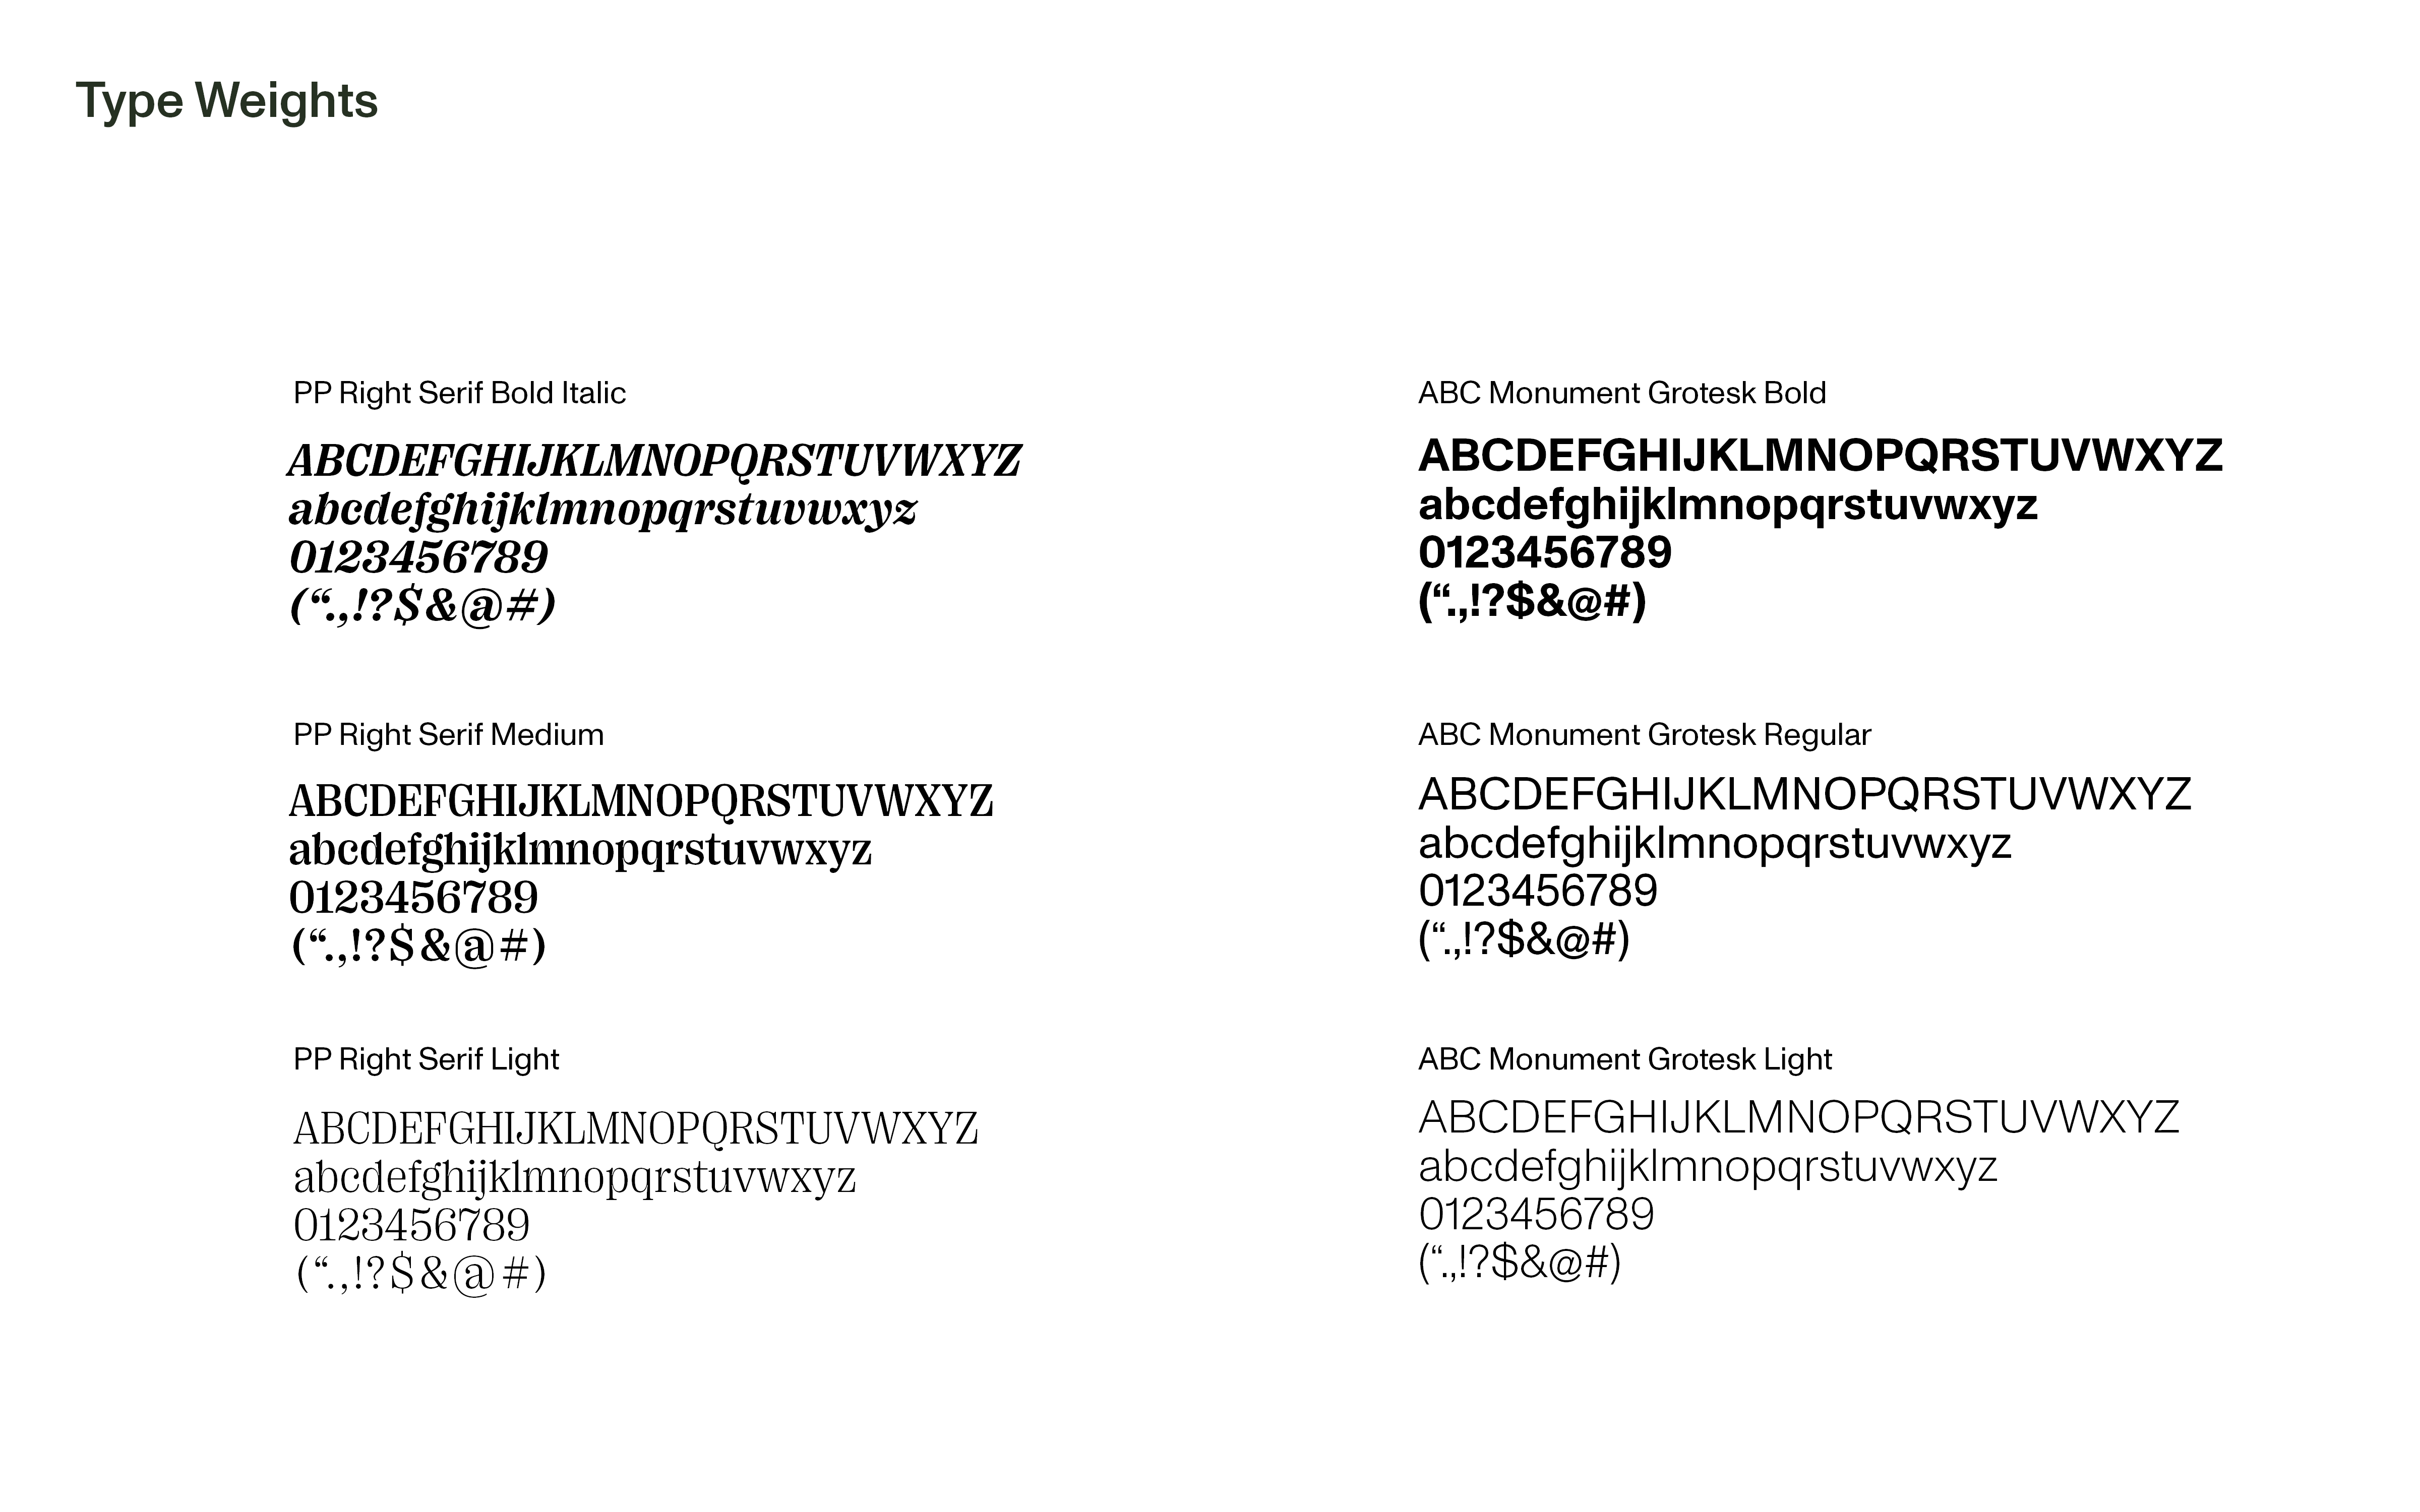 Type Weights
PP Right Serif Bold Italic
ABCDEFGHIJKLMNOPQRSTUVWXYZ
abcdefghijklmnopqrstuvwxyz
0123456789
(“.,!?$&@#)
PP Right Serif Medium
ABCDEFGHIJKLMNOPQRSTUVWXYZ
abcdefghijklmnopqrstuvwxyz
0123456789
(“.,!?$&@#)
PP Right Serif Light
ABCDEFGHIJKLMNOPQRSTUVWXYZ
abcdefghijklmnopqrstuvwxyz
0123456789
(“.,!?$&@#)
ABC Monument Grotesk Bold
ABCDEFGHIJKLMNOPQRSTUVWXYZ
abcdefghijklmnopqrstuvwxyz
0123456789
(“.,!?$&@#)
ABC Monument Grotesk Regular
ABCDEFGHIJKLMNOPQRSTUVWXYZ
abcdefghijklmnopqrstuvwxyz
0123456789
(“.,!?$&@#)
ABC Monument Grotesk Light
ABCDEFGHIJKLMNOPQRSTUVWXYZ
abcdefghijklmnopqrstuvwxyz
0123456789
(“.,!?$&@#)